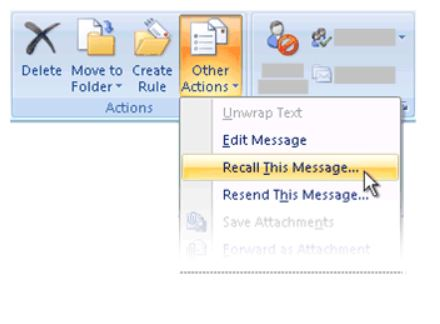 Delete Move to Create Other
Folder Rule Actions
Actions
Unwrap Text
Edit Message
Recall This Message...
Resend This Message...
Save Attachments
Forward as Attachment